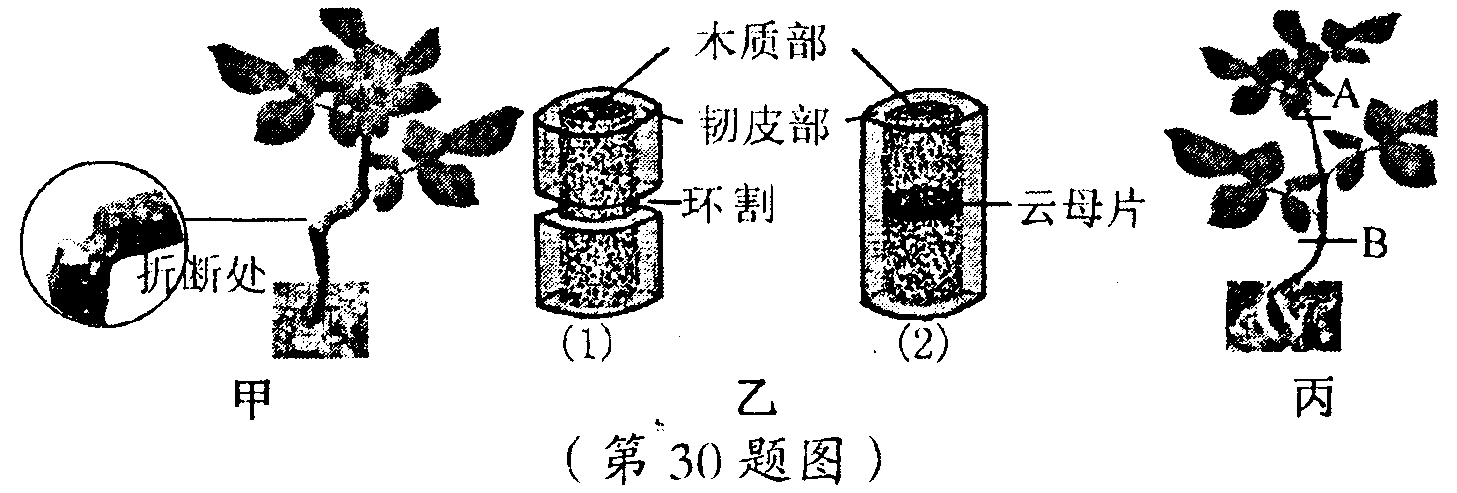 木质部
A
韧皮部
环割
云母片
B
折断处
(1)
(2)
甲
乙
丙
(第30题图)